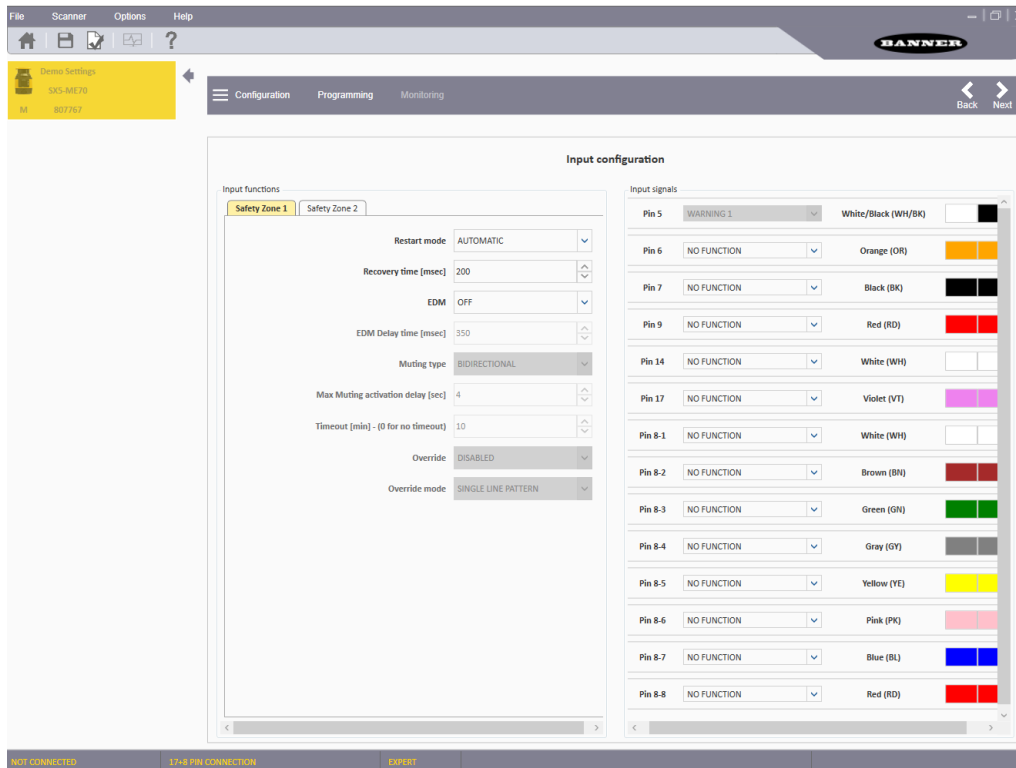 File Scanner Options Help
BANNER
Demo Settings
SX5-ME70
M 807767
Configuration Programming Monitoring
Back Next
Input configuration
Input functions
Safety Zone 1 Safety Zone 2
Restart mode AUTOMATIC
Recovery time [msec] 200
EDM OFF
EDM Delay time [msec] 350
Muting type BIDIRECTIONAL
Max Muting activation delay [sec] 4
Timeout [min] - (0 for no timeout) 10
Override DISABLED
Override mode SINGLE LINE PATTERN
Input signals
Pin 5 WARNING 1 White/Black (WH/BK)
Pin 6 NO FUNCTION Orange (OR)
Pin 7 NO FUNCTION Black (BK)
Pin 9 NO FUNCTION Red (RD)
Pin 14 NO FUNCTION White (WH)
Pin 17 NO FUNCTION Violet (VT)
Pin 8-1 NO FUNCTION White (WH)
Pin 8-2 NO FUNCTION Brown (BN)
Pin 8-3 NO FUNCTION Green (GN)
Pin 8-4 NO FUNCTION Gray (GY)
Pin 8-5 NO FUNCTION Yellow (YE)
Pin 8-6 NO FUNCTION Pink (PK)
Pin 8-7 NO FUNCTION Blue (BL)
Pin 8-8 NO FUNCTION Red (RD)
NOT CONNECTED 17+8 PIN CONNECTION EXPERT